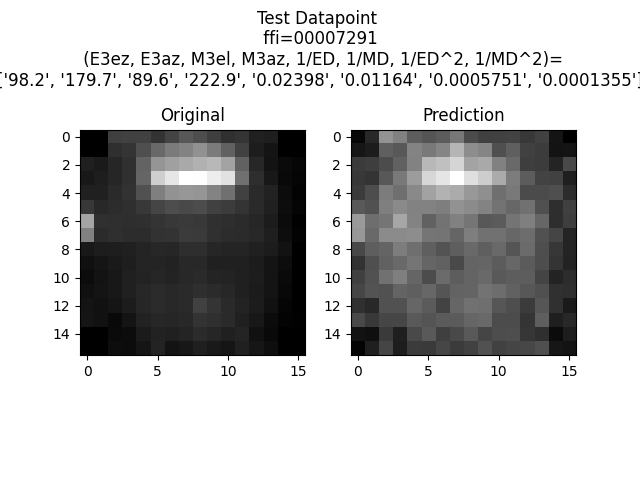 Test Datapoint
ffi=00007291
(E3ez, E3az, M3el, M3az, 1/ED, 1/MD, 1/ED^2, 1/MD^2)=
['98.2', '179.7', '89.6', '222.9', '0.02398', '0.01164', '0.0005751', '0.0001355']
Original Prediction
0 0
2 2
4 4
6 6
8 8
10 10
12 12
14 14
0 5 10 15 0 5 10 15